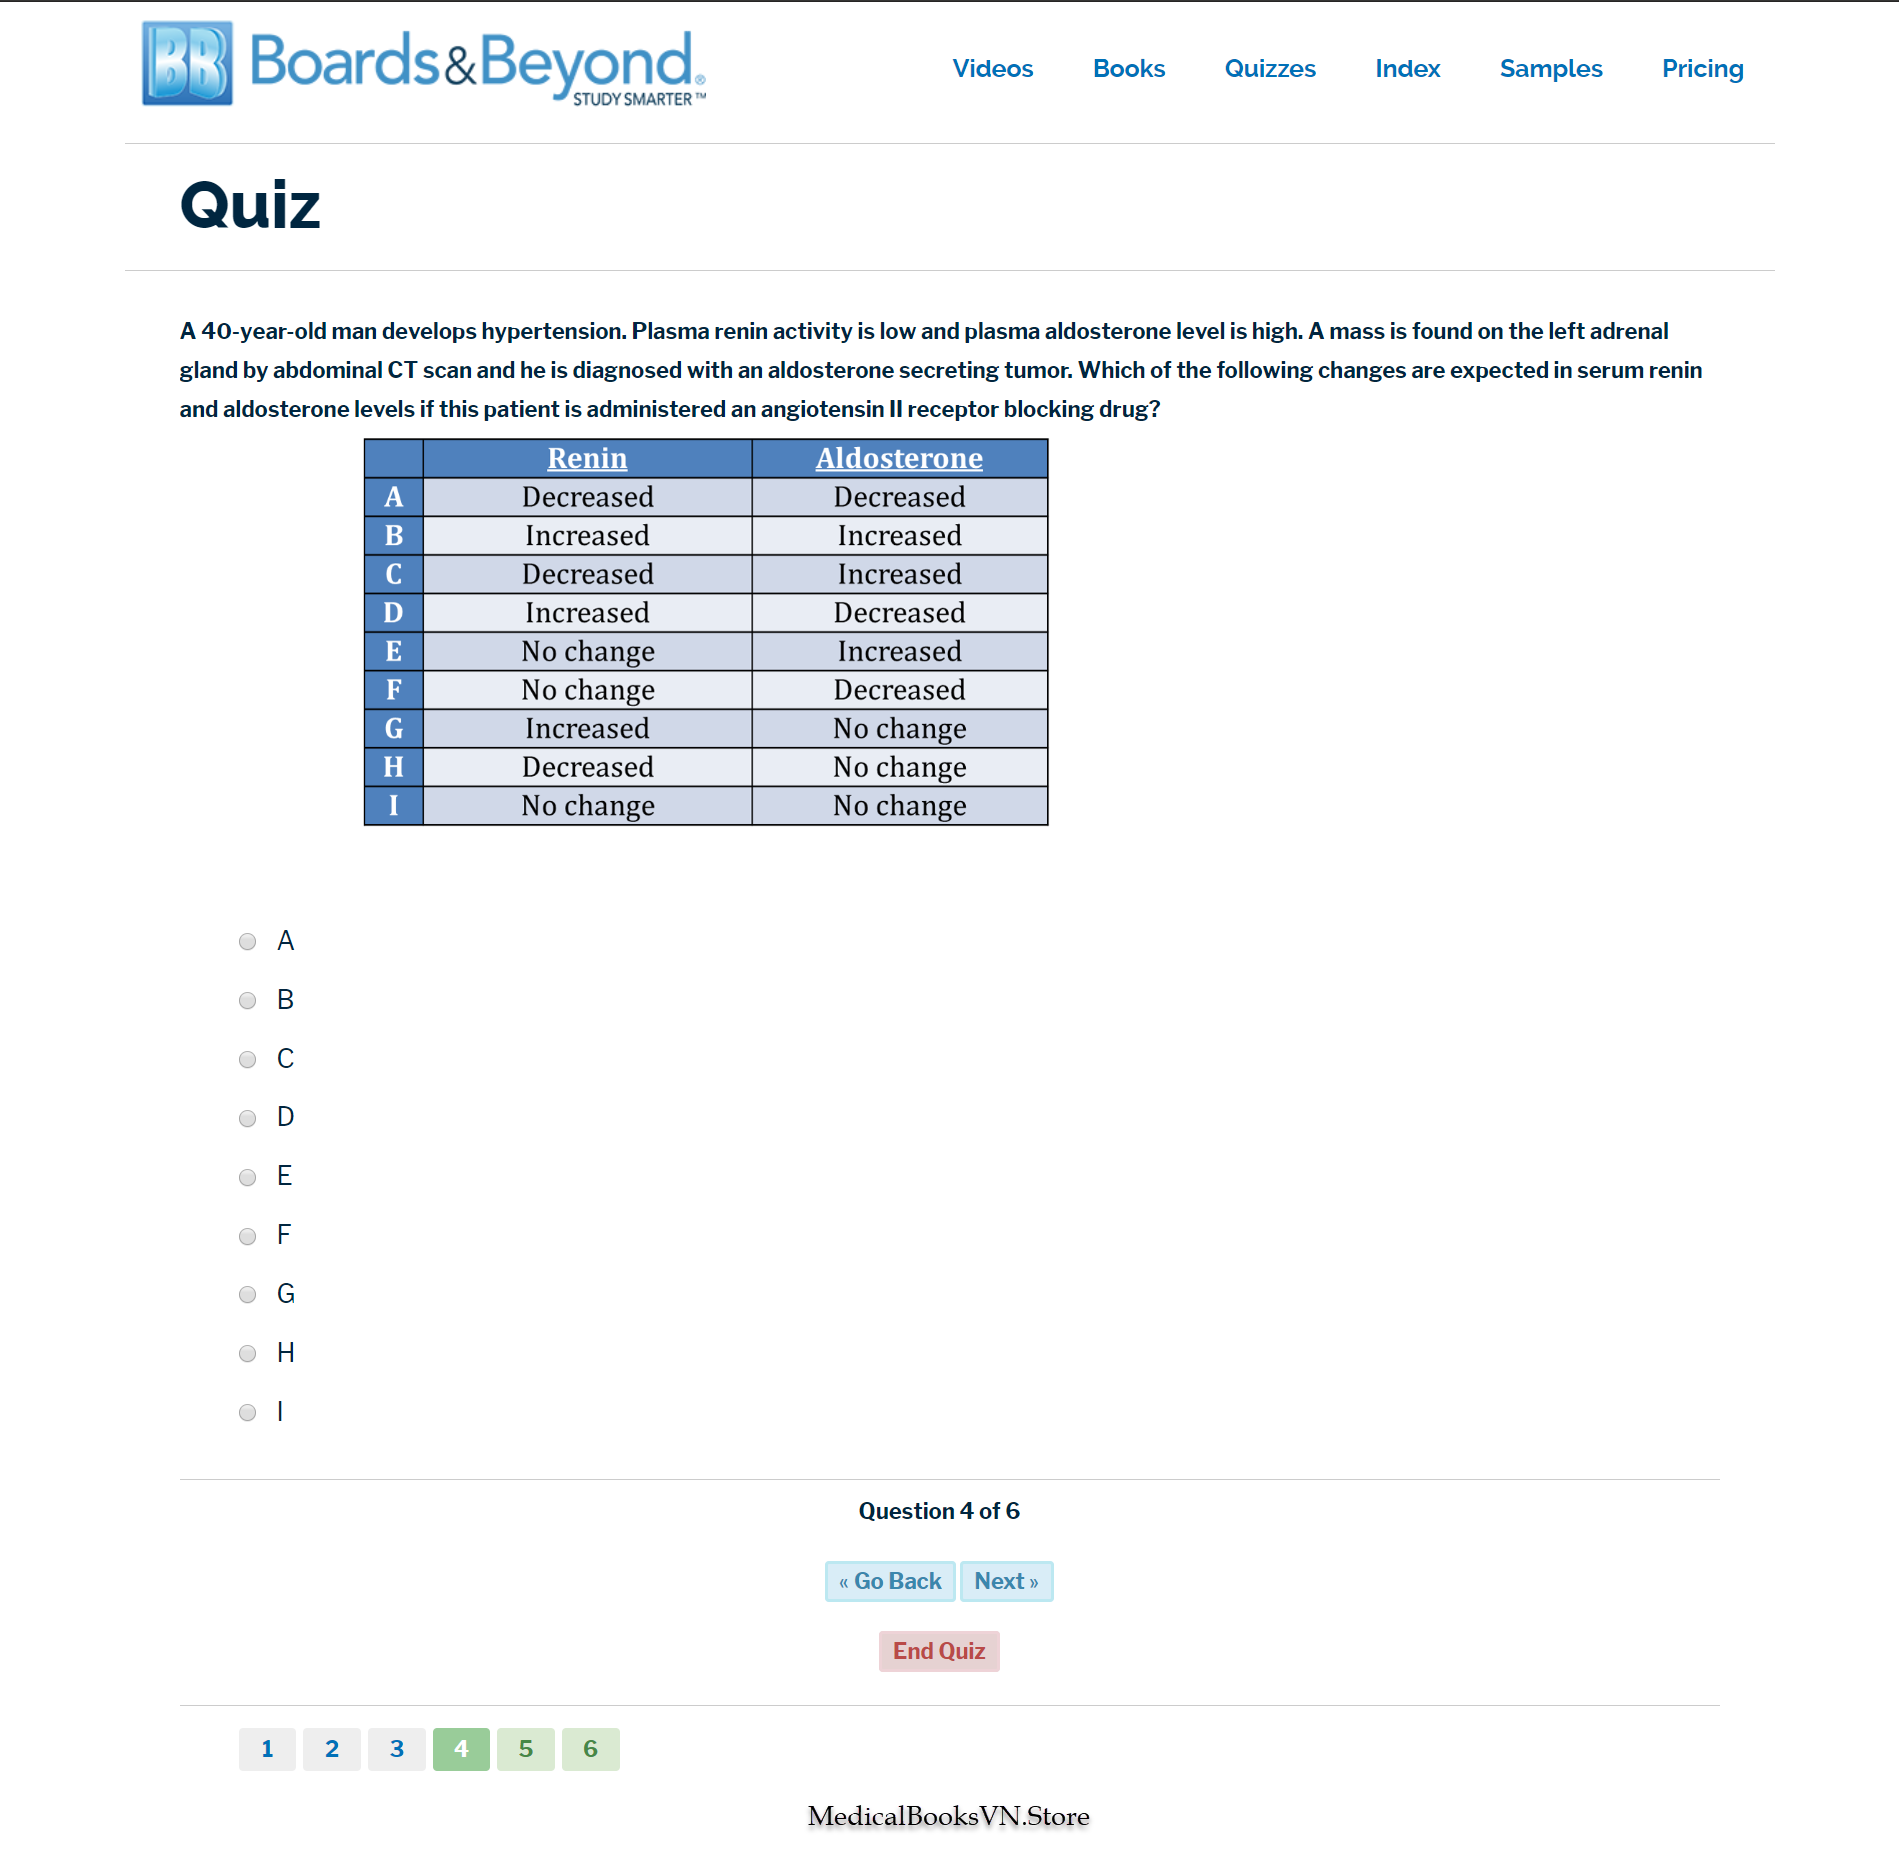 BB Boards&Beyond®
STUDY SMARTER™
Videos Books Quizzes Index Samples Pricing
Quiz
A 40-year-old man develops hypertension. Plasma renin activity is low and plasma aldosterone level is high. A mass is found on the left adrenal
gland by abdominal CT scan and he is diagnosed with an aldosterone secreting tumor. Which of the following changes are expected in serum renin
and aldosterone levels if this patient is administered an angiotensin II receptor blocking drug?
Renin Aldosterone
A Decreased Decreased
B Increased Increased
C Decreased Increased
D Increased Decreased
E No change Increased
F No change Decreased
G Increased No change
H Decreased No change
I No change No change
A
B
C
D
E
F
G
H
I
Question 4 of 6
« Go Back Next »
End Quiz
1 2 3 4 5 6
MedicalBooksVN.Store